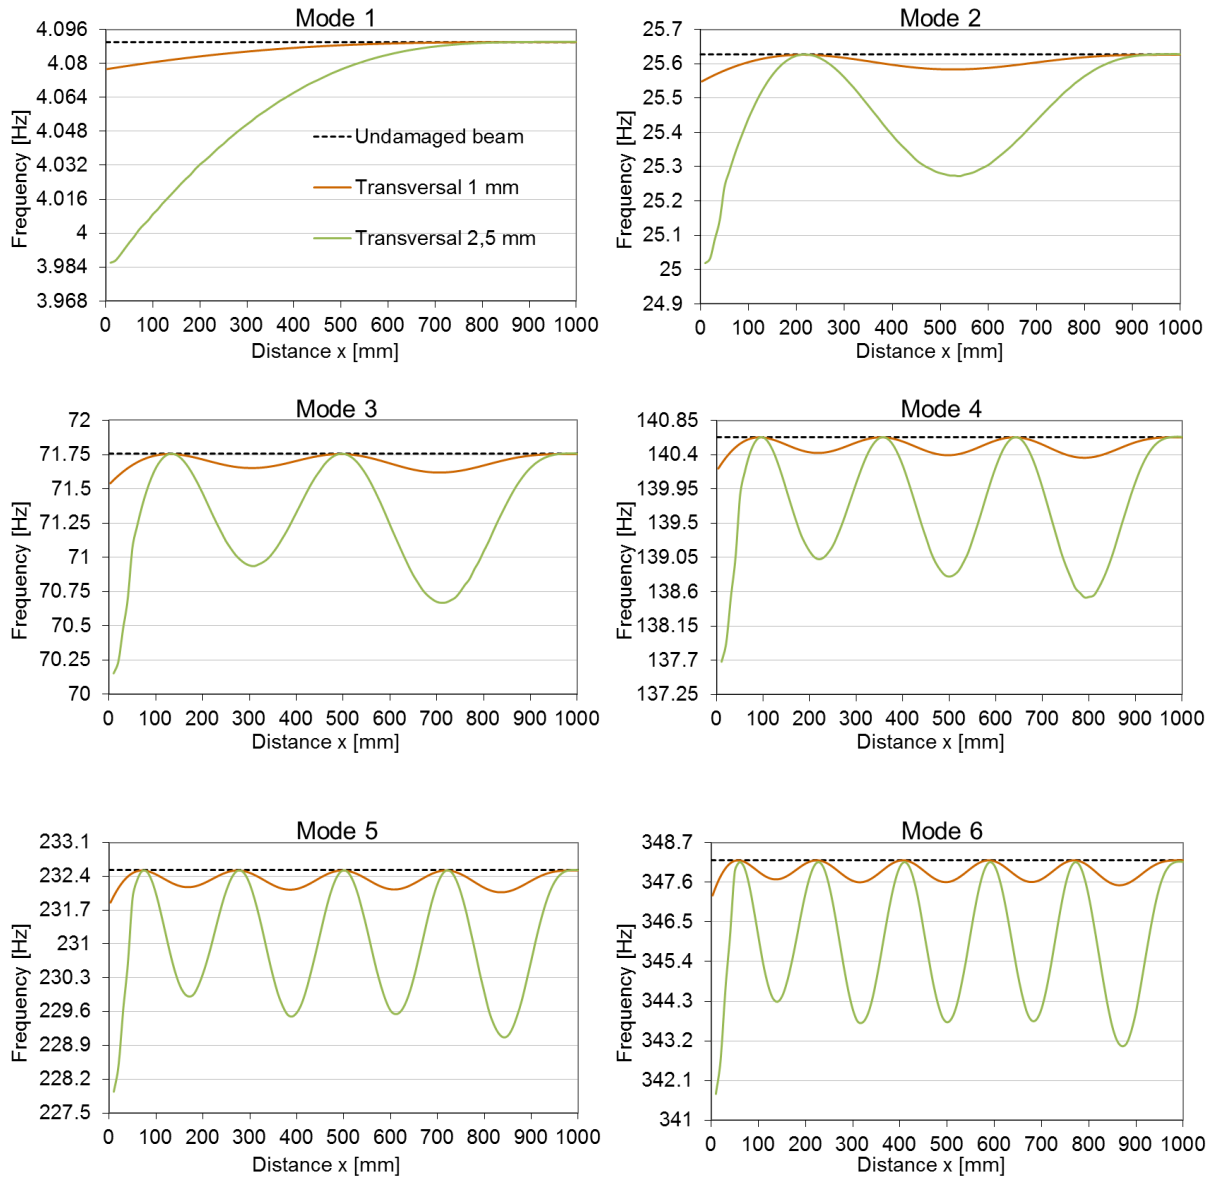 Mode 1
Frequency [Hz]
4.096
4.08
4.064
4.048
4.032
4.016
4
3.984
3.968
Undamaged beam
Transversal 1 mm
Transversal 2,5 mm
0 100 200 300 400 500 600 700 800 900 1000
Distance x [mm]
Mode 2
Frequency [Hz]
25.7
25.6
25.5
25.4
25.3
25.2
25.1
25
24.9
0 100 200 300 400 500 600 700 800 900 1000
Distance x [mm]
Mode 3
Frequency [Hz]
72
71.75
71.5
71.25
71
70.75
70.5
70.25
70
0 100 200 300 400 500 600 700 800 900 1000
Distance x [mm]
Mode 4
Frequency [Hz]
140.85
140.4
139.95
139.5
139.05
138.6
138.15
137.7
137.25
0 100 200 300 400 500 600 700 800 900 1000
Distance x [mm]
Mode 5
Frequency [Hz]
233.1
232.4
231.7
231
230.3
229.6
228.9
228.2
227.5
0 100 200 300 400 500 600 700 800 900 1000
Distance x [mm]
Mode 6
Frequency [Hz]
348.7
347.6
346.5
345.4
344.3
343.2
342.1
341
0 100 200 300 400 500 600 700 800 900 1000
Distance x [mm]